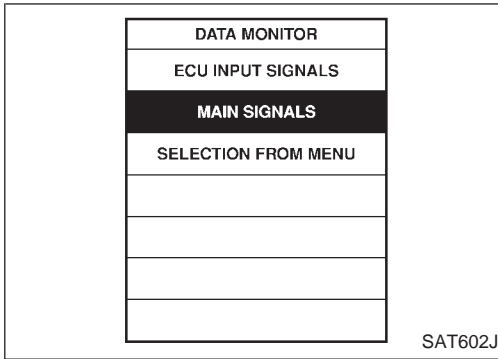 DATA MONITOR
ECU INPUT SIGNALS
MAIN SIGNALS
SELECTION FROM MENU
SAT602J